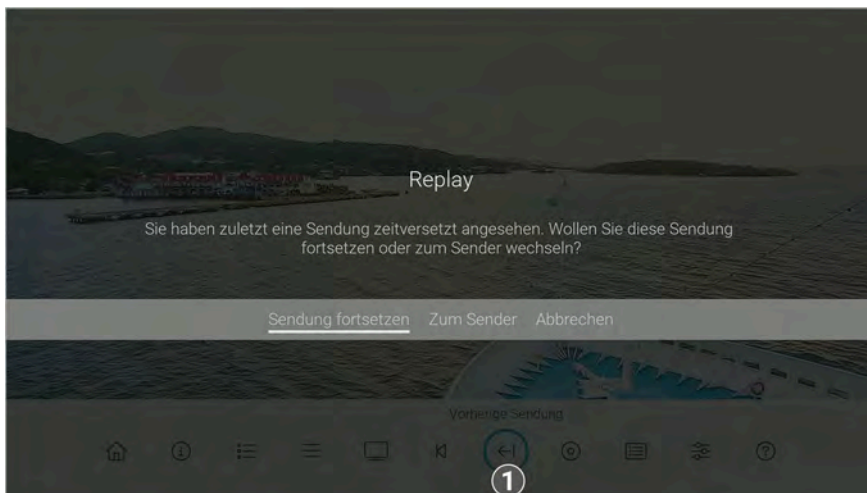 Replay
Sie haben zuletzt eine Sendung zeitversetzt angesehen. Wollen Sie diese Sendung
fortsetzen oder zum Sender wechseln?
Sendung fortsetzen Zum Sender Abbrechen
Vorherige Sendung
1